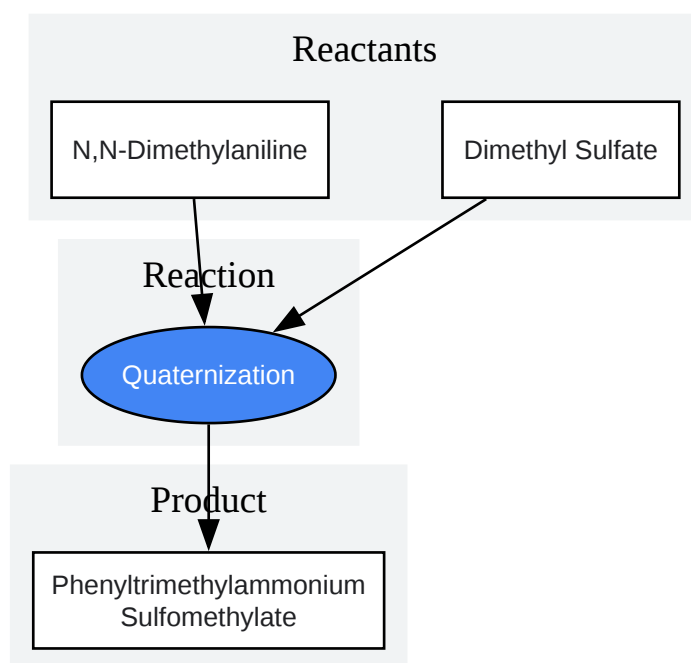 Reactants
N,N-Dimethylaniline
Dimethyl Sulfate
Reaction
Quaternization
Product
Phenyltrimethylammonium
Sulfomethylate